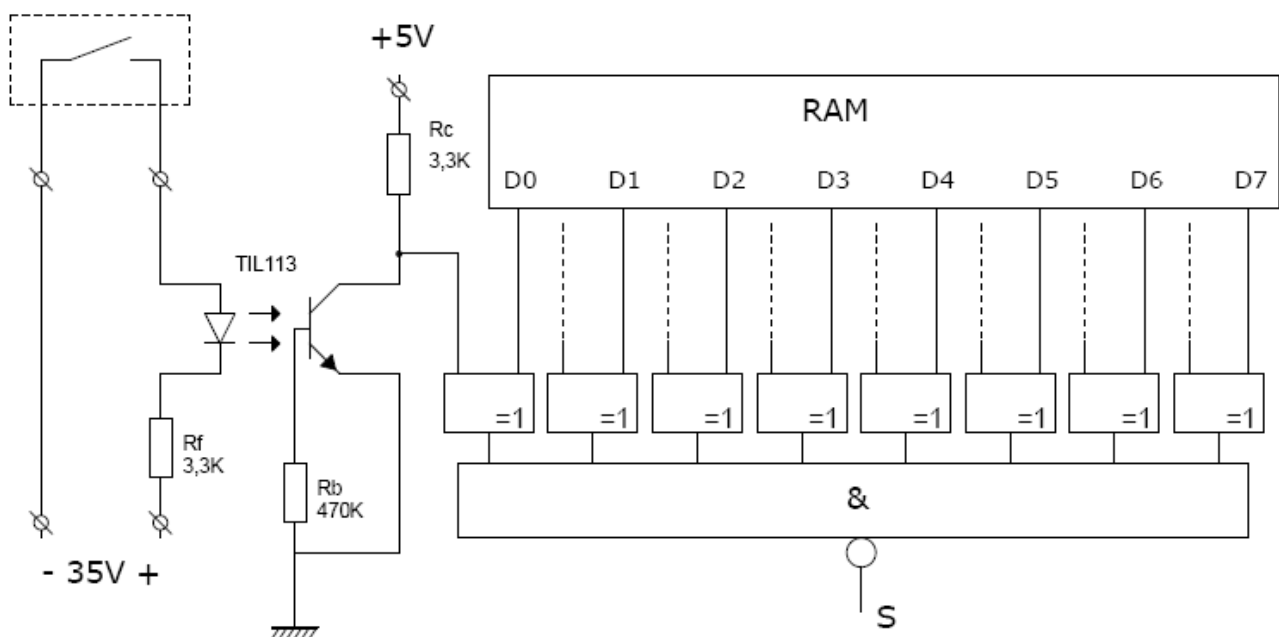 +5V
RAM
Rc
3,3K
D0 D1 D2 D3 D4 D5 D6 D7
TIL113
=1 =1 =1 =1 =1 =1 =1 =1
Rf
3,3K
Rb
470K
&
- 35V +
S